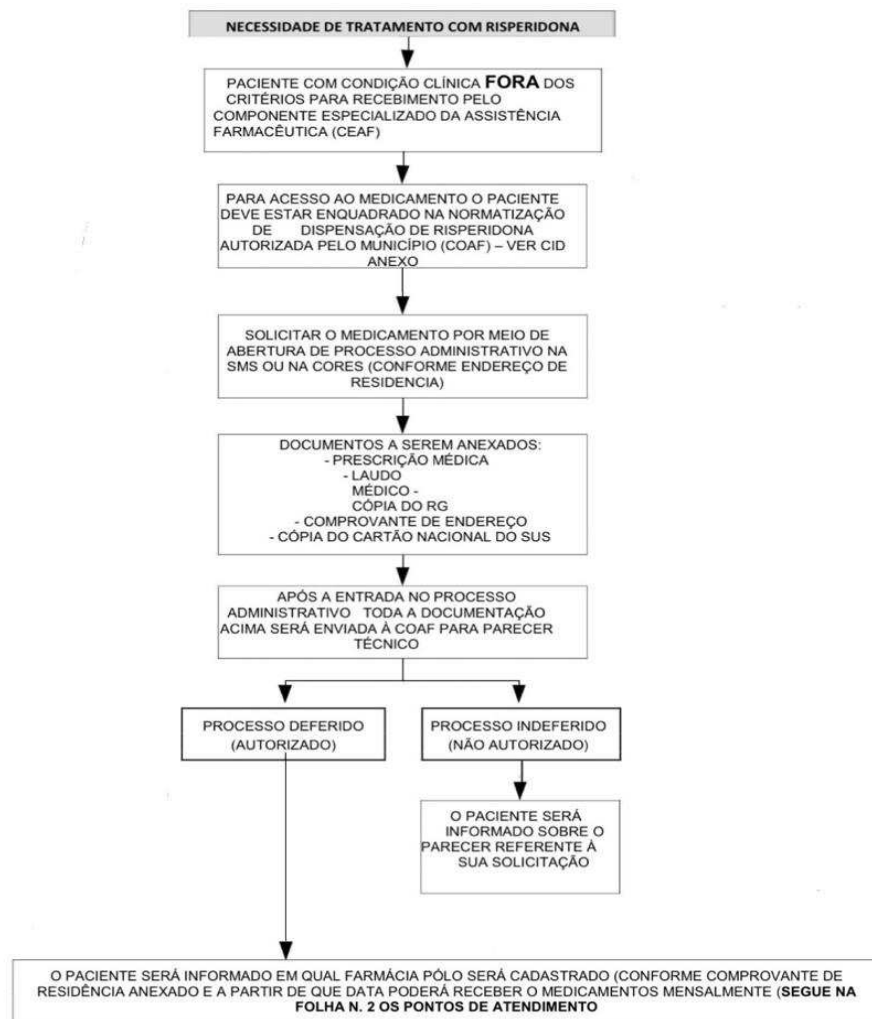 NECESSIDADE DE TRATAMENTO COM RISPERIDONA
PACIENTE COM CONDIÇÃO CLÍNICA FORA DOS
CRITÉRIOS PARA RECEBIMENTO PELO
COMPONENTE ESPECIALIZADO DA ASSISTÊNCIA
FARMACÊUTICA (CEAF)
PARA ACESSO AO MEDICAMENTO O PACIENTE
DEVE ESTAR ENQUADRADO NA NORMATIZAÇÃO
DE DISPENSAÇÃO DE RISPERIDONA
AUTORIZADA PELO MUNICÍPIO (COAF) – VER CID
ANEXO
SOLICITAR O MEDICAMENTO POR MEIO DE
ABERTURA DE PROCESSO ADMINISTRATIVO NA
SMS OU NA CORES (CONFORME ENDEREÇO DE
RESIDENCIA)
DOCUMENTOS A SEREM ANEXADOS:
- PRESCRIÇÃO MÉDICA
- LAUDO
MÉDICO -
CÓPIA DO RG
- COMPROVANTE DE ENDEREÇO
- CÓPIA DO CARTÃO NACIONAL DO SUS
APÓS A ENTRADA NO PROCESSO
ADMINISTRATIVO TODA A DOCUMENTAÇÃO
ACIMA SERÁ ENVIADA À COAF PARA PARECER
TÉCNICO
PROCESSO DEFERIDO
(AUTORIZADO)
PROCESSO INDEFERIDO
(NÃO AUTORIZADO)
O PACIENTE SERÁ
INFORMADO SOBRE O
PARECER REFERENTE À
SUA SOLICITAÇÃO
O PACIENTE SERÁ INFORMADO EM QUAL FARMÁCIA PÓLO SERÁ CADASTRADO (CONFORME COMPROVANTE DE
RESIDÊNCIA ANEXADO E A PARTIR DE QUE DATA PODERÁ RECEBER O MEDICAMENTOS MENSALMENTE (SEGUE NA
FOLHA N. 2 OS PONTOS DE ATENDIMENTO